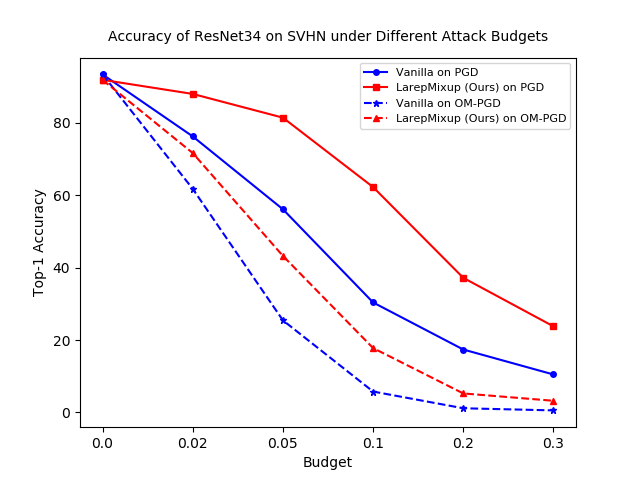 Accuracy of ResNet34 on SVHN under Different Attack Budgets
Vanilla on PGD
LarepMixup (Ours) on PGD
Vanilla on OM-PGD
LarepMixup (Ours) on OM-PGD
Top-1 Accuracy
80
60
40
20
0
0.0 0.02 0.05 0.1 0.2 0.3
Budget